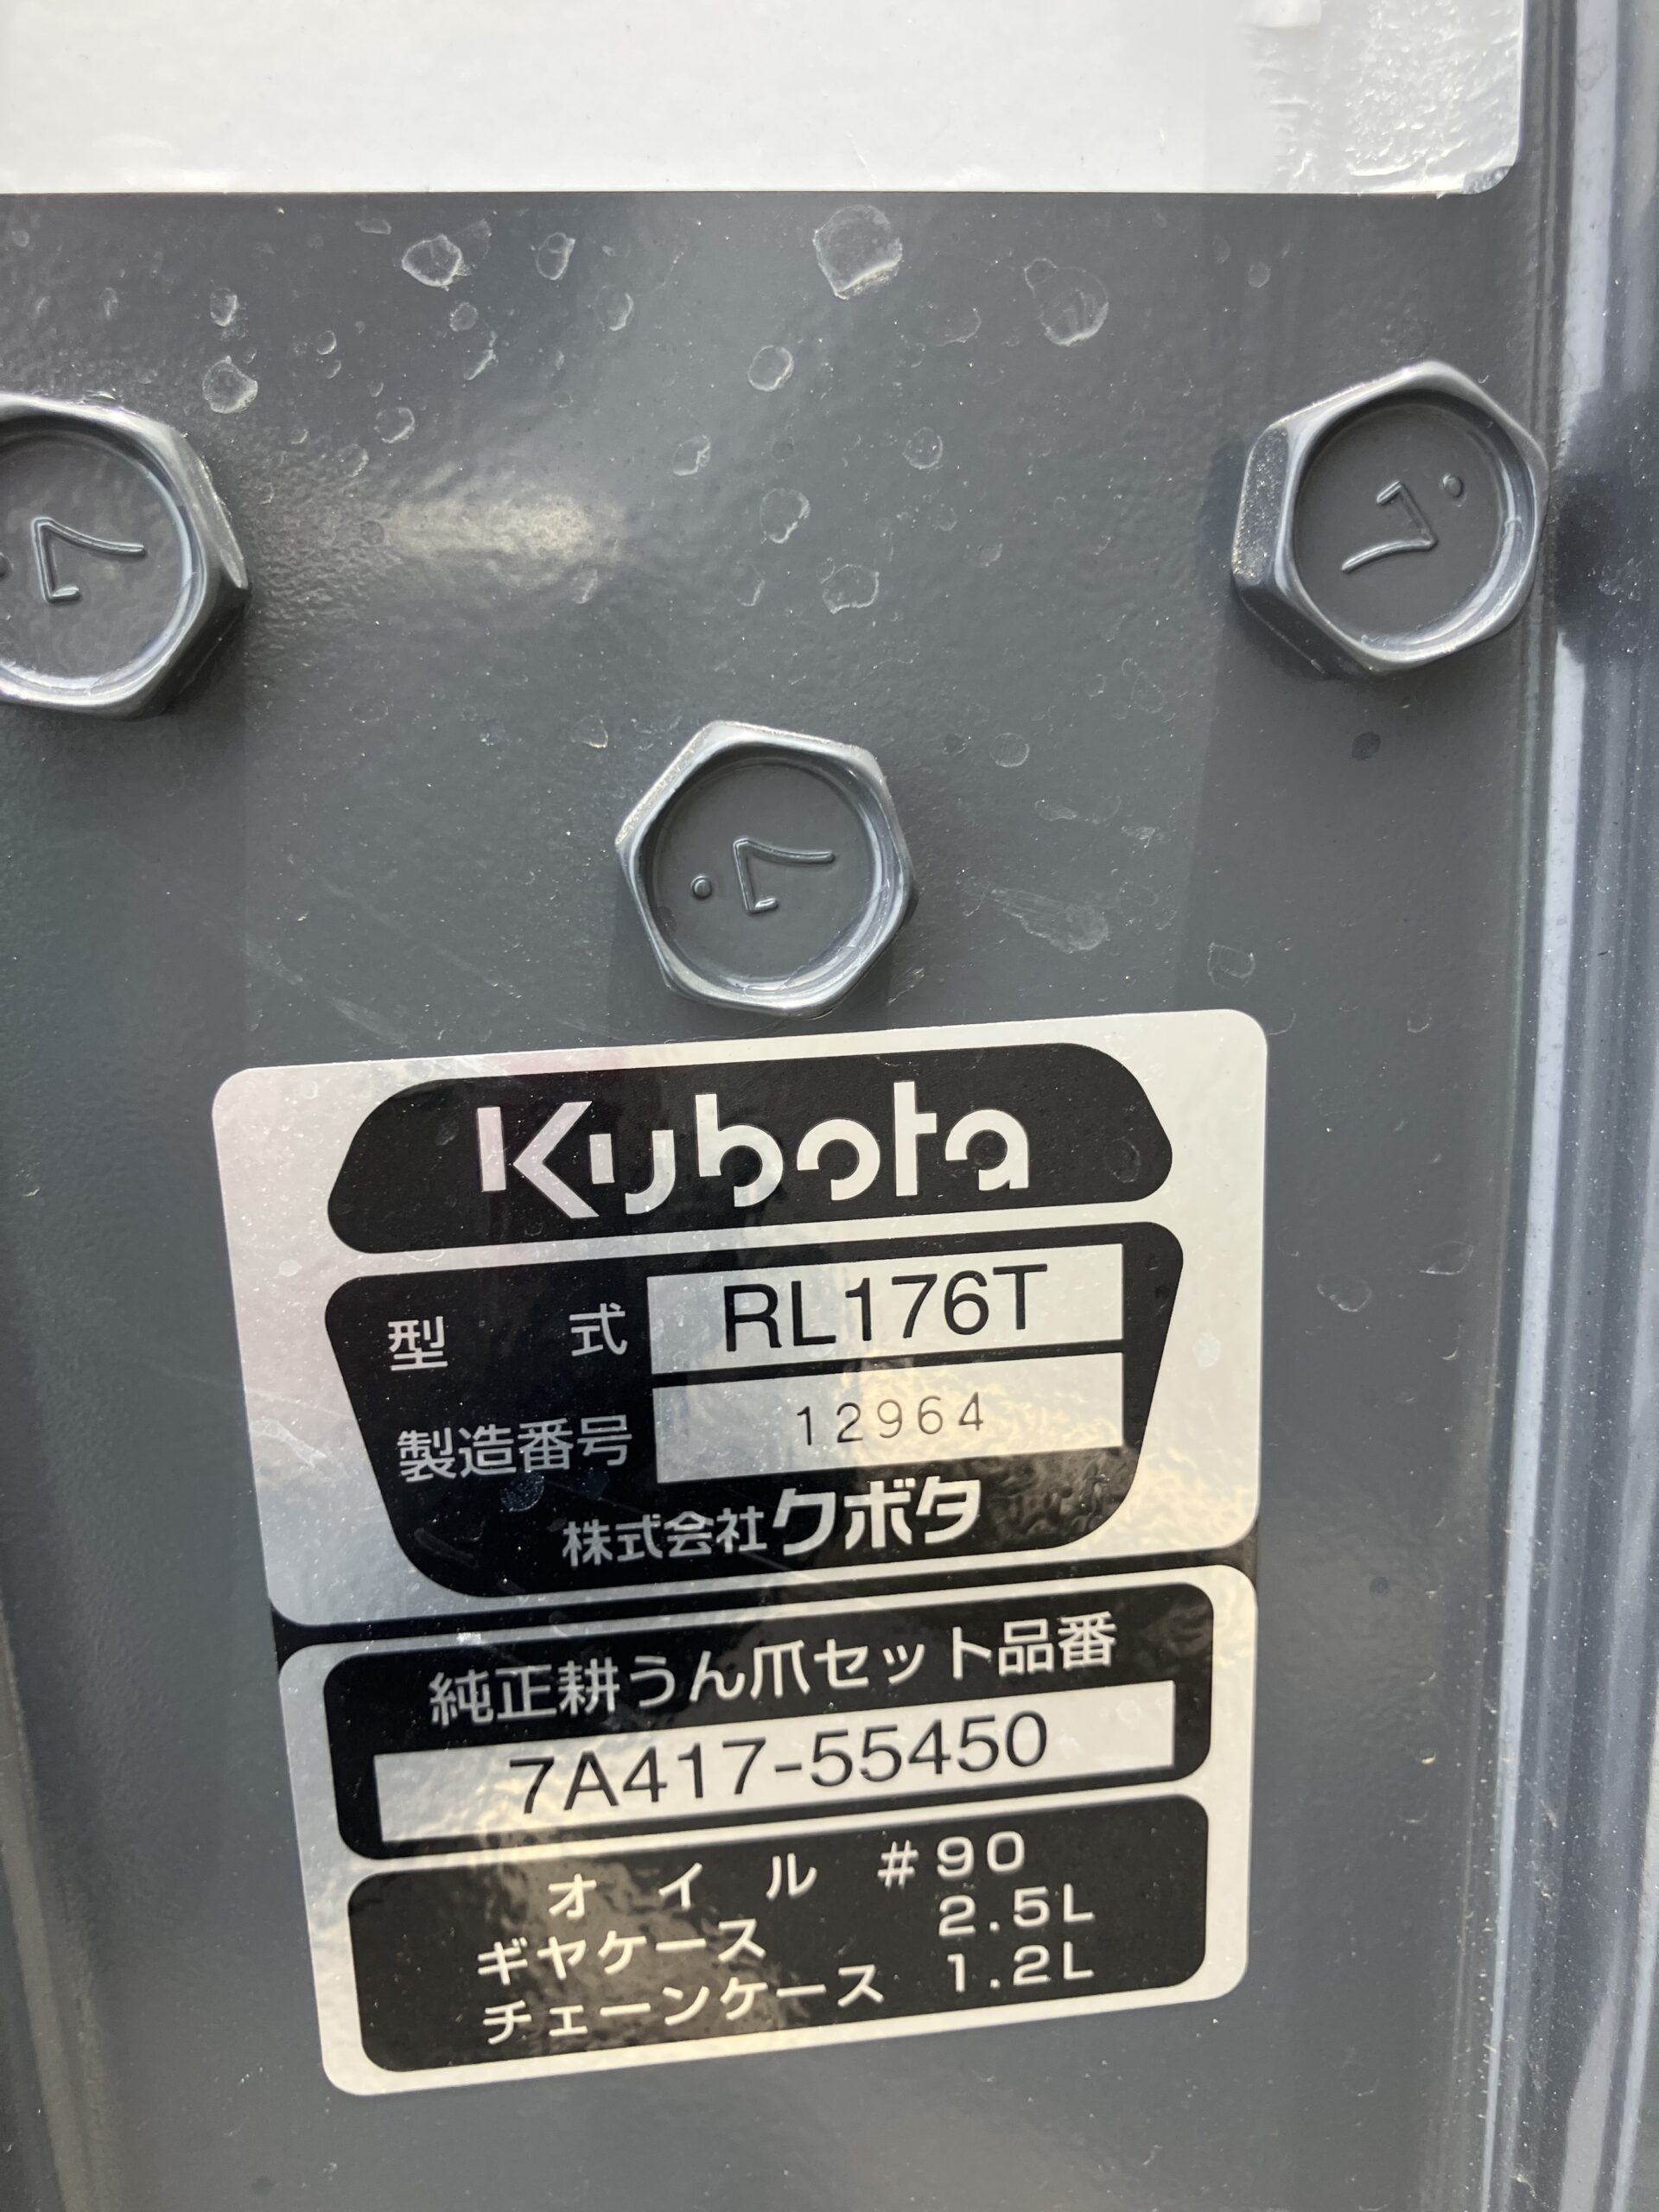 7
7
7
Kubota
型 式 RL176T
製造番号 12964
株式会社クボタ
純正耕うん爪セット品番
7A417-55450
オイル #90
ギヤケース 2.5L
チェーンケース 1.2L